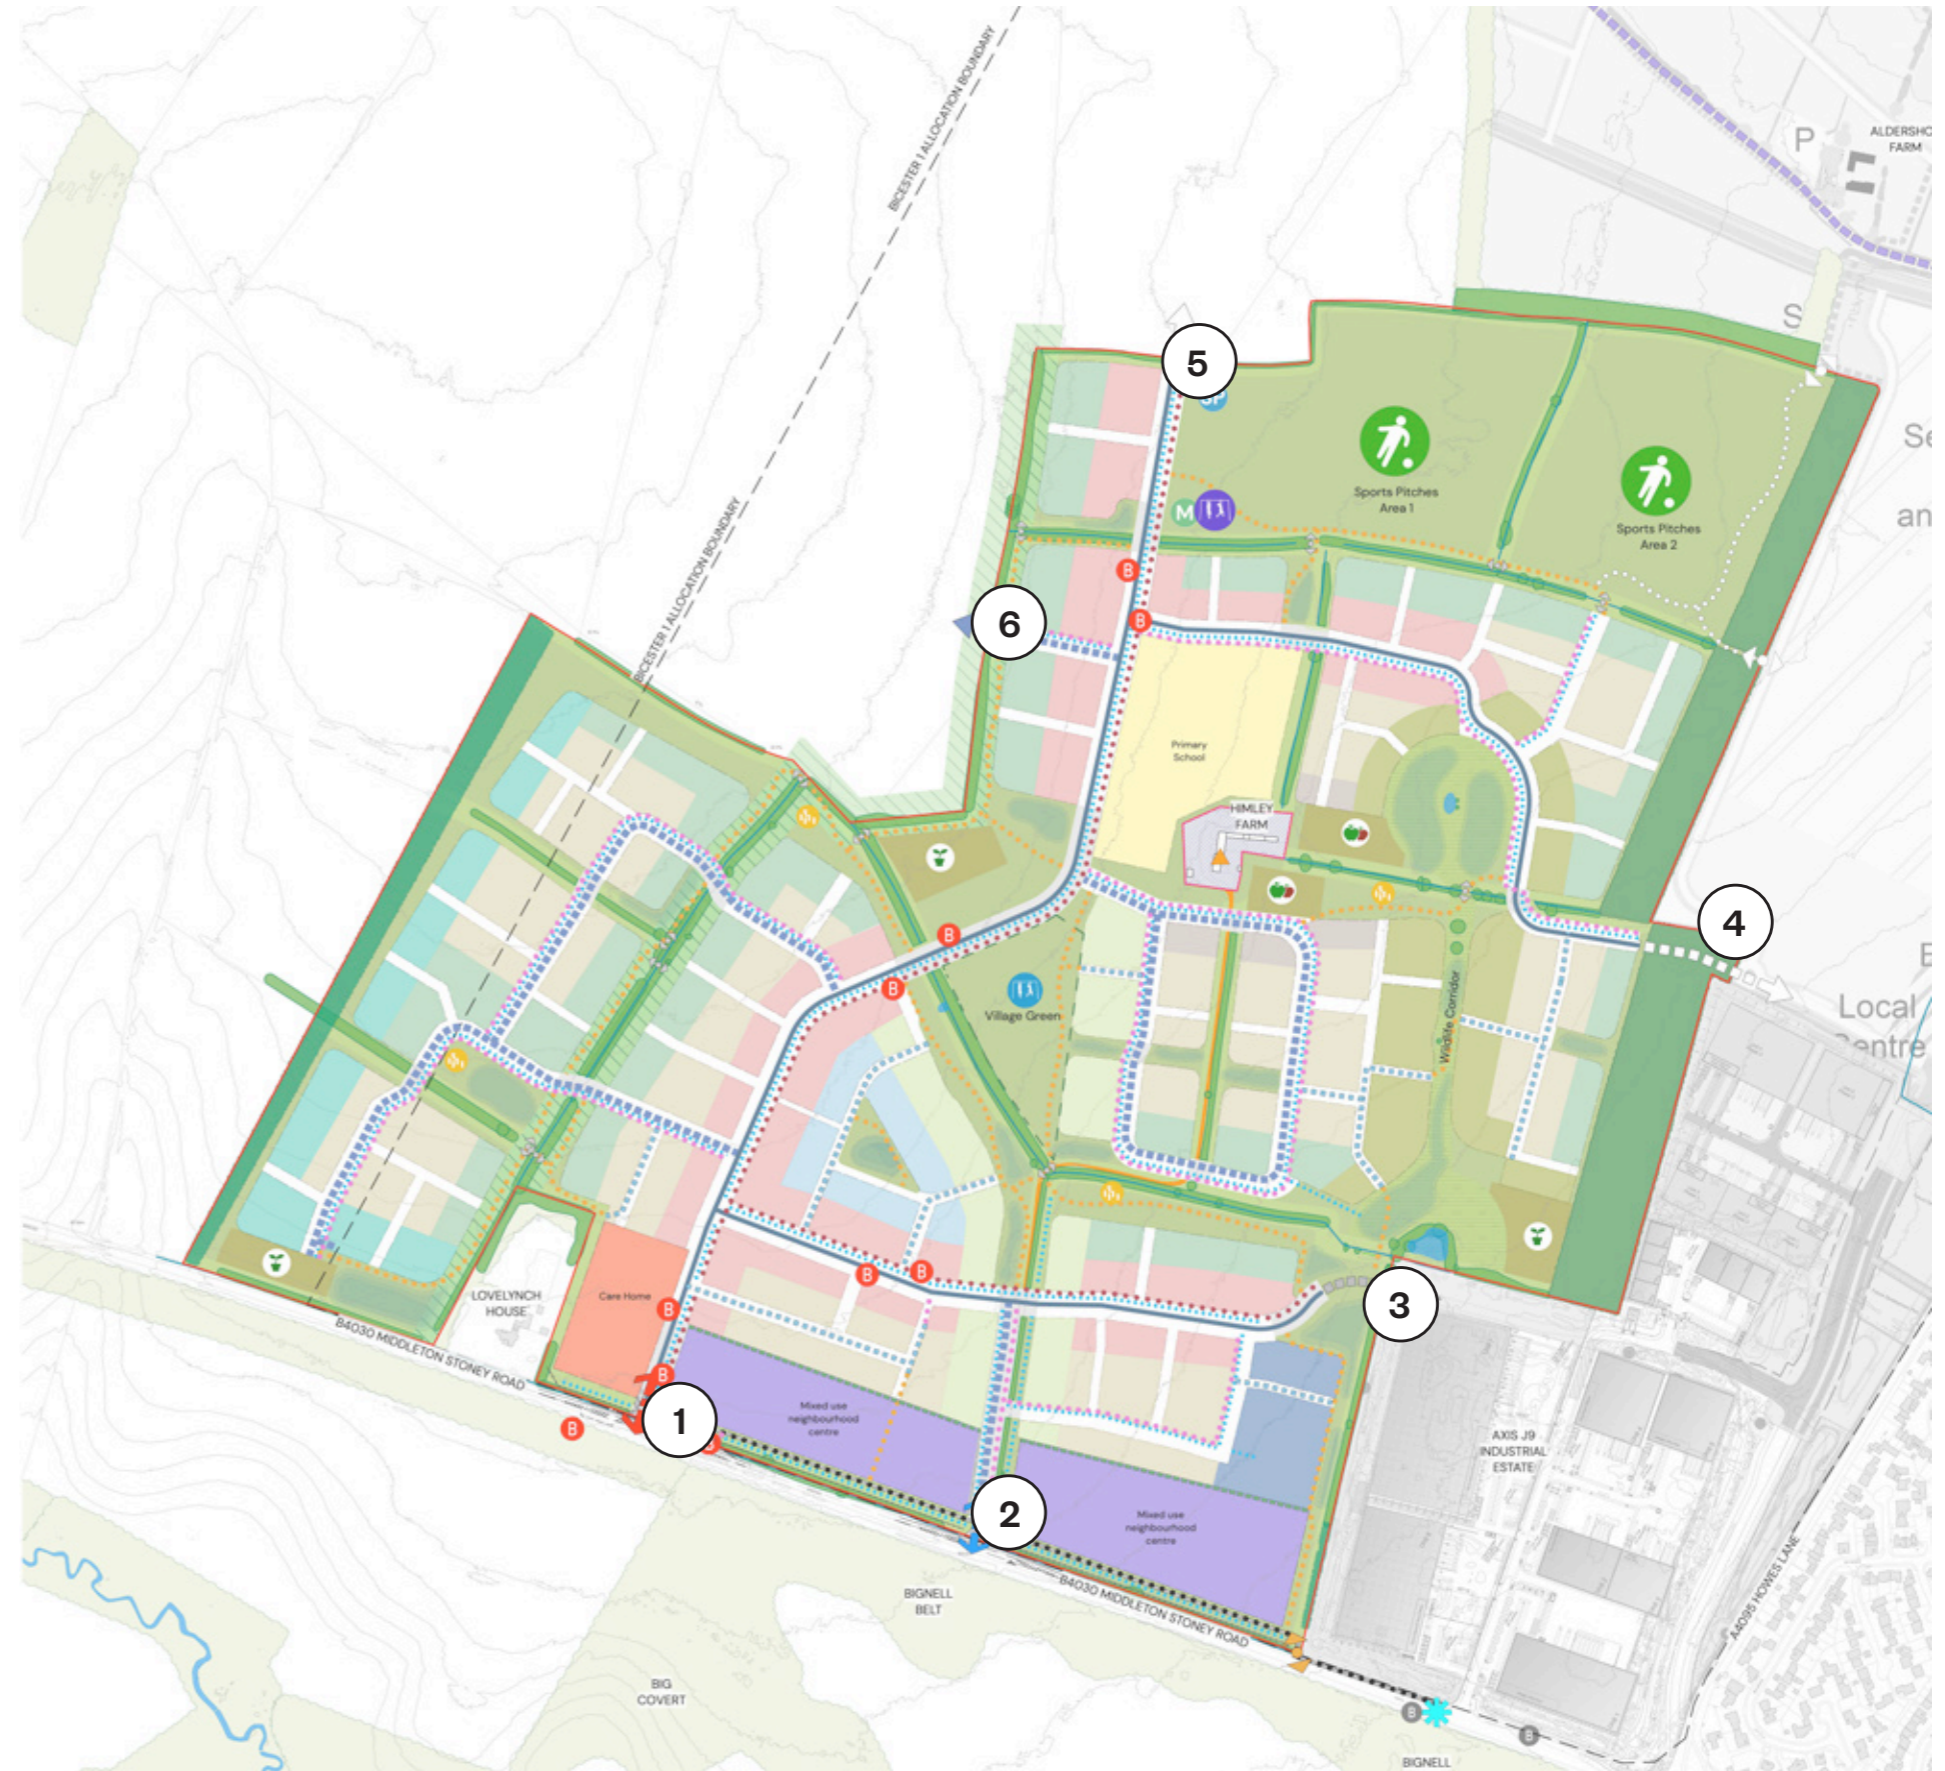 BICESTER 1 ALLOCATION BOUNDARY
P
ALDERSHO
FARM
S
5
Se
M
Sports Pitches
Area 1
Sports Pitches
Area 2
an
B
BICESTER 1 ALLOCATION BOUNDARY
6
B
Primary
School
HIMLEY
FARM
4
B
E
B
Village Green
Wildlife Corridor
Local
Centre
LOVELYNCH
HOUSE
Care Home
B
B
B
3
B4030 MIDDLETON STONEY ROAD
B
B
1
B
Mixed use
neighbourhood
centre
AXIS J9
INDUSTRIAL
ESTATE
2
Mixed use
neighbourhood
centre
B4030 MIDDLETON STONEY ROAD
A4095 HOWES LANE
BIGNELL
BELT
BIG
COVERT
B
B
BIGNELL